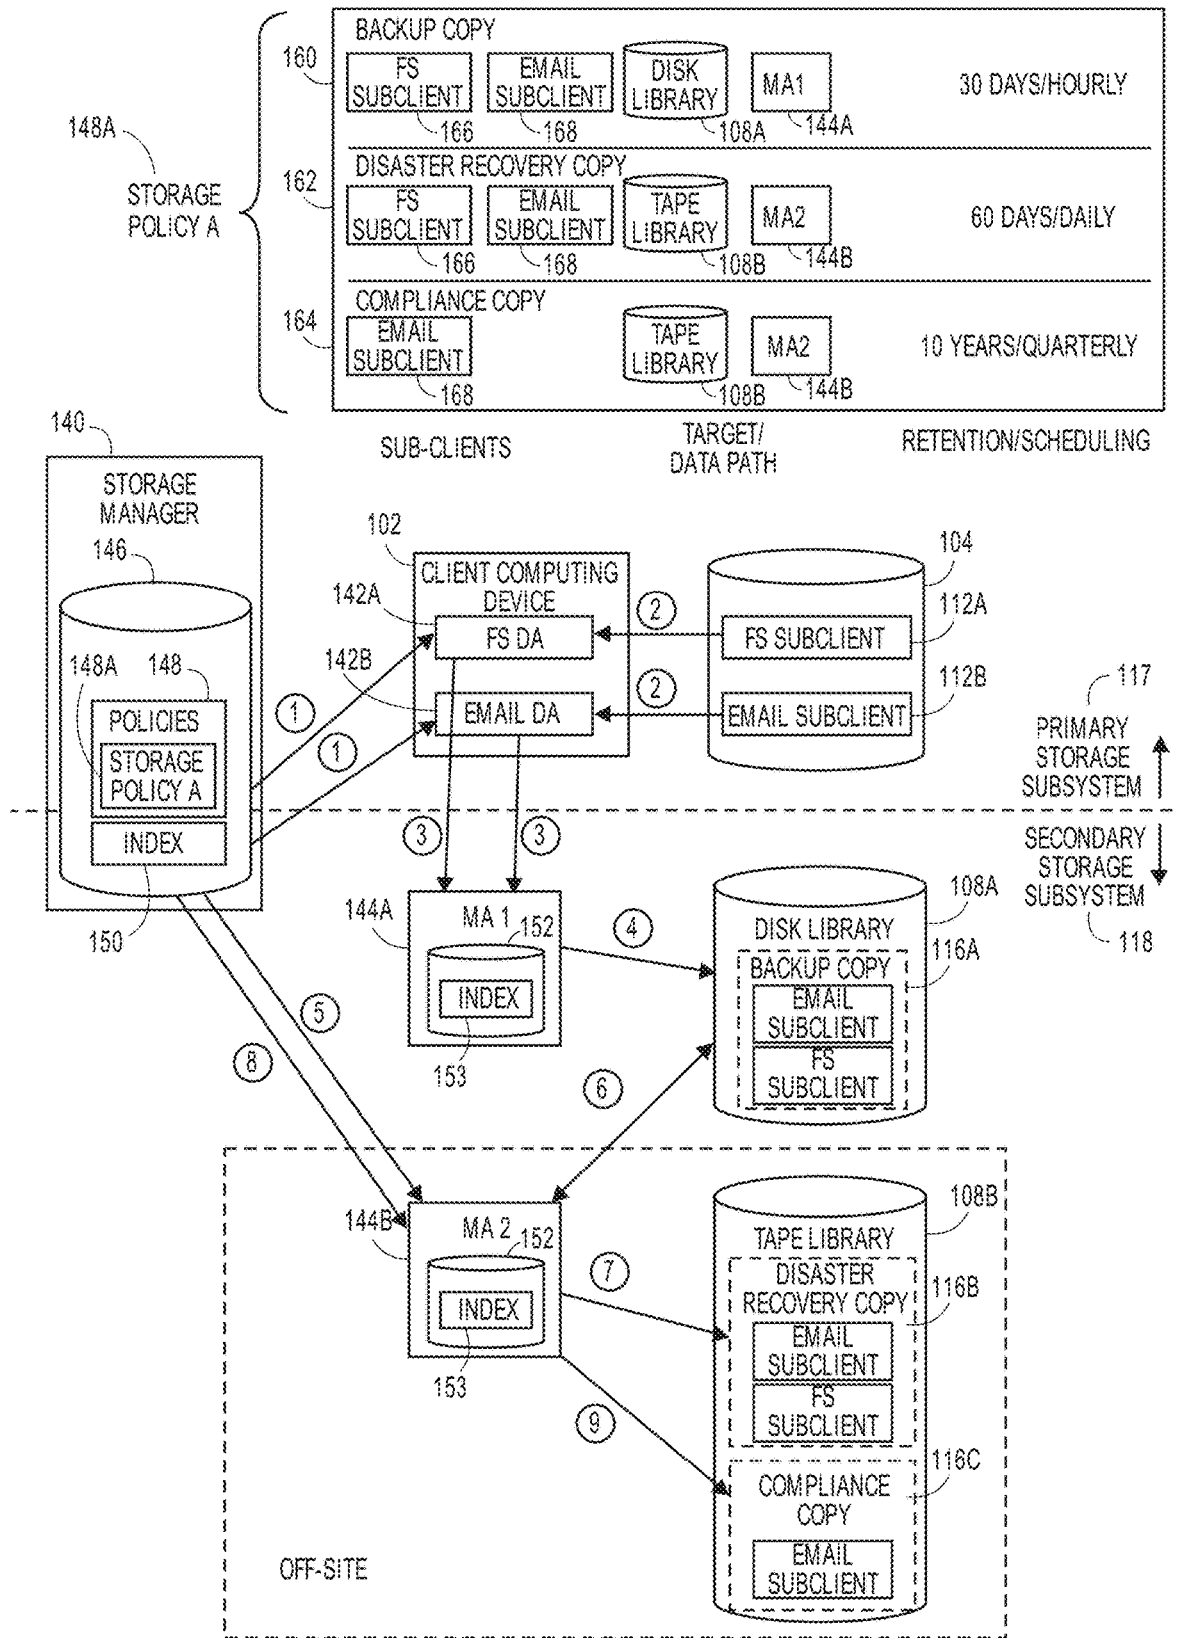 BACKUP COPY
160
FS
SUBCLIENT
166
EMAIL
SUBCLIENT
168
DISK
LIBRARY
108A
MA1
144A
30 DAYS/HOURLY
148A
STORAGE
POLICY A
DISASTER RECOVERY COPY
162
FS
SUBCLIENT
166
EMAIL
SUBCLIENT
168
TAPE
LIBRARY
108B
MA2
144B
60 DAYS/DAILY
COMPLIANCE COPY
164
EMAIL
SUBCLIENT
168
TAPE
LIBRARY
108B
MA2
144B
10 YEARS/QUARTERLY
SUB-CLIENTS
TARGET/
DATA PATH
RETENTION/SCHEDULING
140
STORAGE
MANAGER
146
148A
148
POLICIES
STORAGE
POLICY A
INDEX
150
1
1
102
CLIENT COMPUTING
DEVICE
142A
FS DA
142B
EMAIL DA
2
2
104
112A
FS SUBCLIENT
112B
EMAIL SUBCLIENT
117
PRIMARY
STORAGE
SUBSYSTEM
SECONDARY
STORAGE
SUBSYSTEM
118
3
3
144A
MA 1
152
INDEX
153
4
108A
DISK LIBRARY
116A
BACKUP COPY
EMAIL
SUBCLIENT
FS
SUBCLIENT
5
8
6
144B
MA 2
152
INDEX
153
7
9
108B
TAPE LIBRARY
DISASTER
RECOVERY COPY
116B
EMAIL
SUBCLIENT
FS
SUBCLIENT
116C
COMPLIANCE
COPY
EMAIL
SUBCLIENT
OFF-SITE